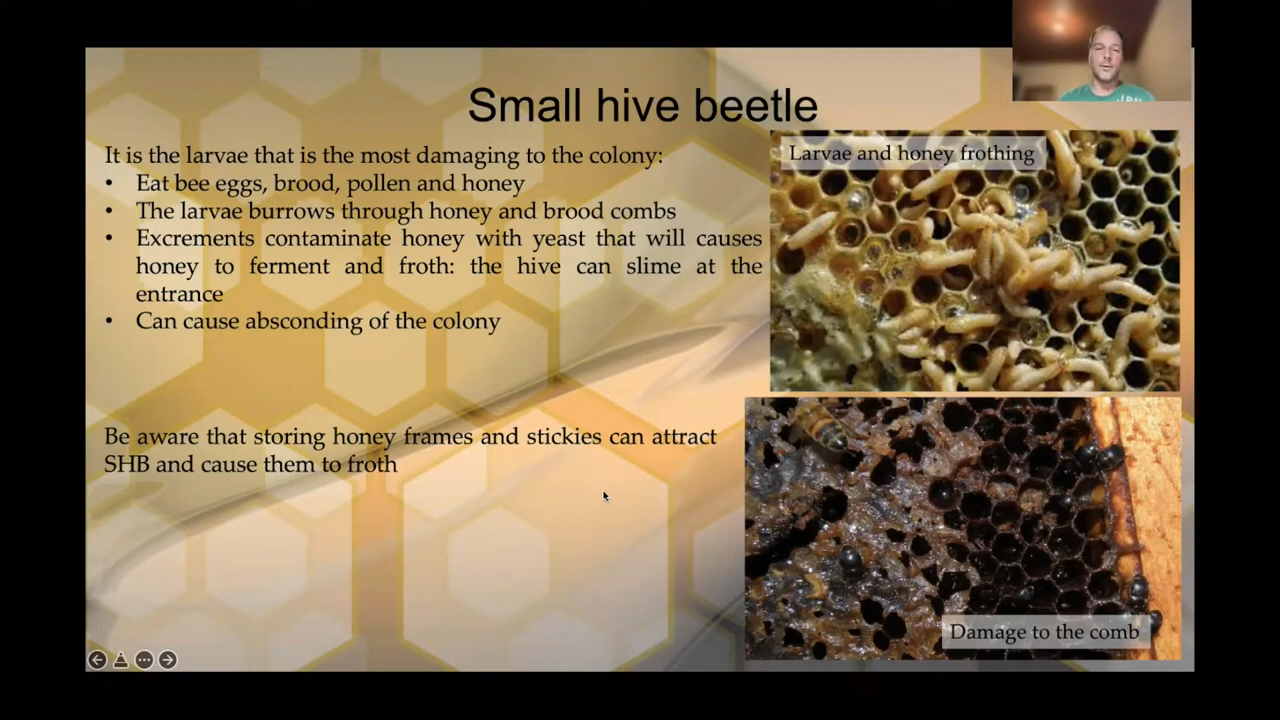 Small hive beetle
It is the larvae that is the most damaging to the colony:
• Eat bee eggs, brood, pollen and honey
• The larvae burrows through honey and brood combs
• Excrements contaminate honey with yeast that will causes
honey to ferment and froth: the hive can slime at the
entrance
• Can cause absconding of the colony
Be aware that storing honey frames and stickies can attract
SHB and cause them to froth
Larvae and honey frothing
Damage to the comb